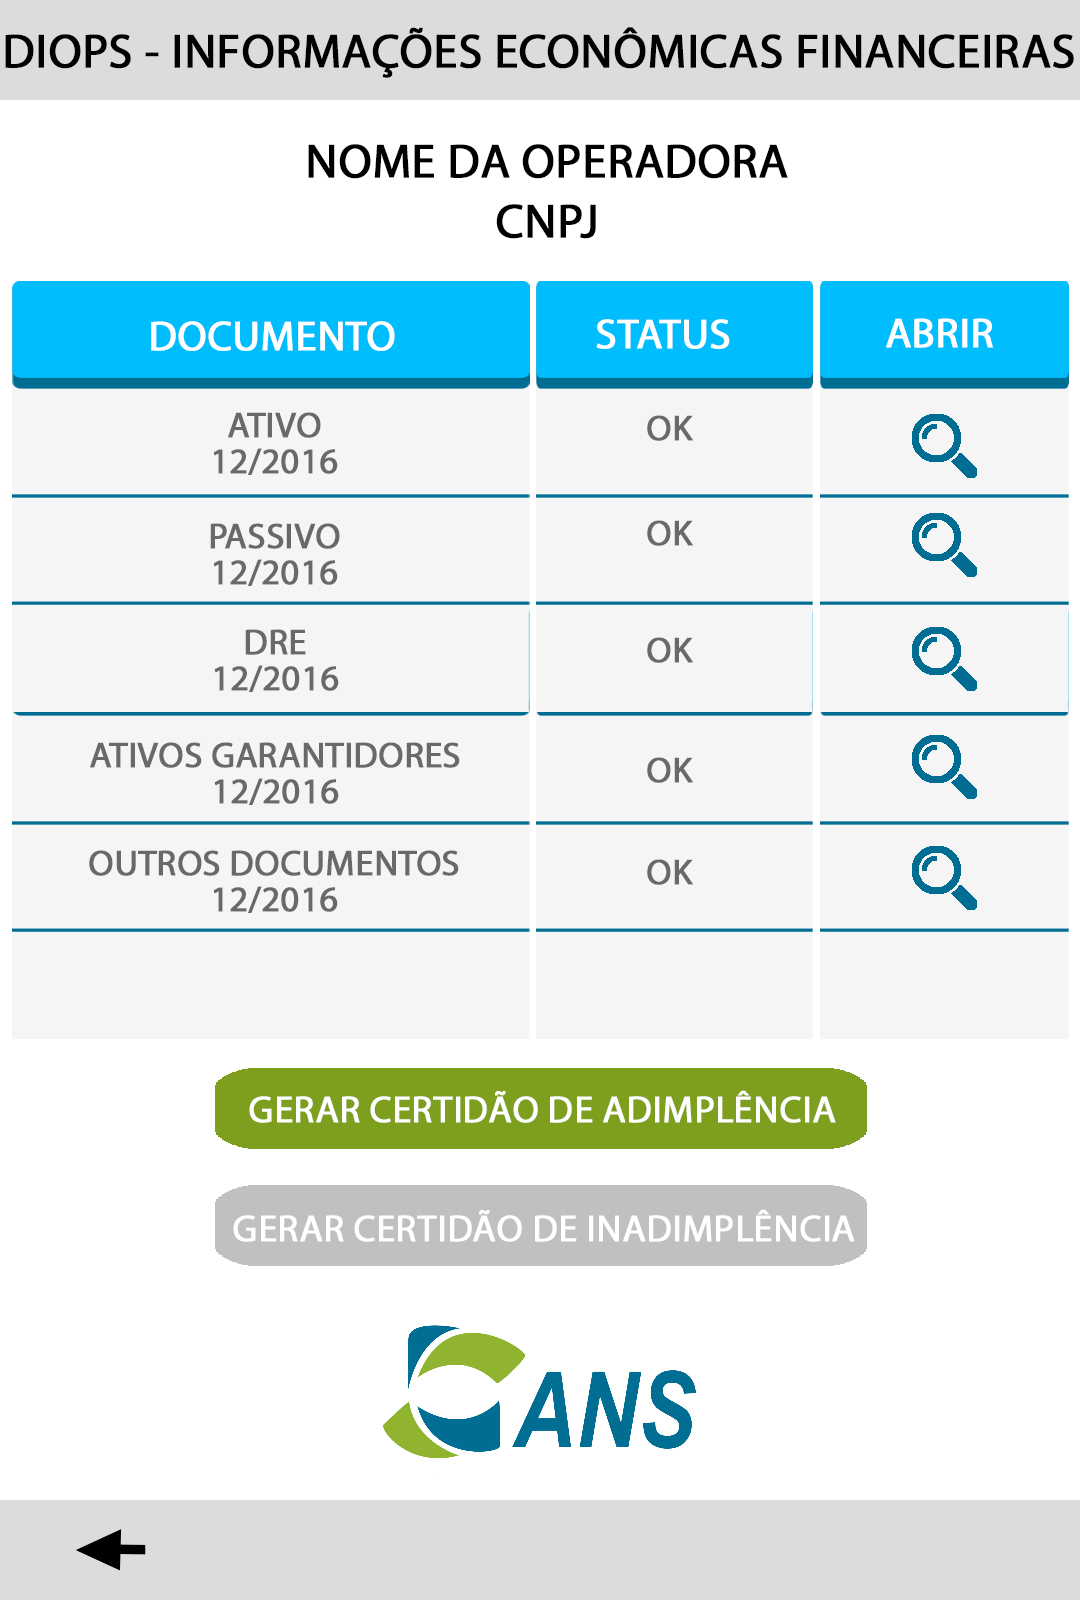 DIOPS - INFORMAÇÕES ECONÔMICAS FINANCEIRAS
NOME DA OPERADORA
CNPJ
DOCUMENTO STATUS ABRIR
ATIVO
12/2016
OK
PASSIVO
12/2016
OK
DRE
12/2016
OK
ATIVOS GARANTIDORES
12/2016
OK
OUTROS DOCUMENTOS
12/2016
OK
GERAR CERTIDÃO DE ADIMPLÊNCIA
GERAR CERTIDÃO DE INADIMPLÊNCIA
ANS